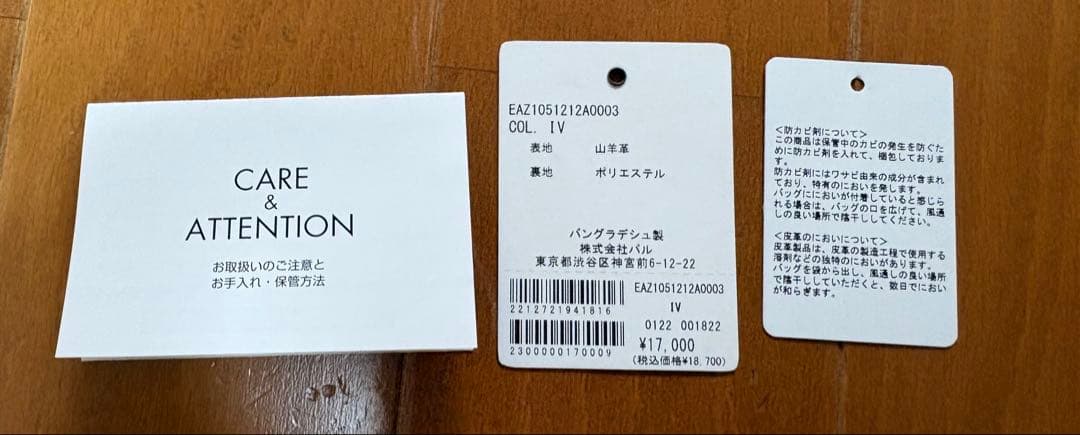 CARE
&
ATTENTION
お取扱いのご注意と
お手入れ・保管方法
EAZ1051212A0003
COL. IV
表地 山羊革
裏地 ポリエステル
バングラデシュ製
株式会社パル
東京都渋谷区神宮前6-12-22
2212721941816
2300000170009
EAZ1051212A0003
IV
0122 001822
¥17,000
(税込価格¥18,700)
<防カビ剤について>
この商品は保管中のカビの発生を防ぐた
めに防カビ剤を入れて、梱包しておりま
す。
防カビ剤にはワサビ由来の成分が含まれ
ており、特有のにおいを発します。
バッグににおいが付着していると感じら
れる場合は、バッグの口を広げて、風通
しの良い場所で陰干ししてください。
<皮革のにおいについて>
皮革製品は、皮革の製造工程で使用する
溶剤などの独特のにおいがあります。
バッグを袋から出し、風通しの良い場所
で陰干ししていただくと、数日でにおい
が和らぎます。